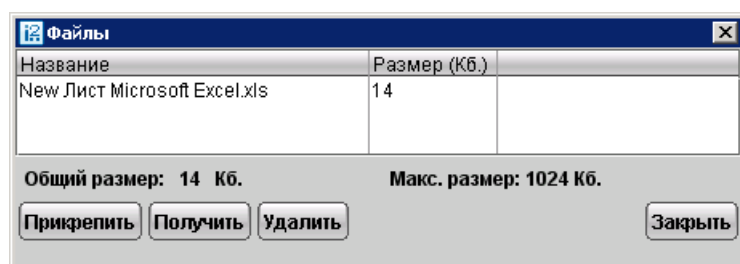 Файлы
Название Размер (Кб.)
New Лист Microsoft Excel.xls 14
Общий размер: 14 Кб. Макс. размер: 1024 Кб.
Прикрепить Получить Удалить Закрыть